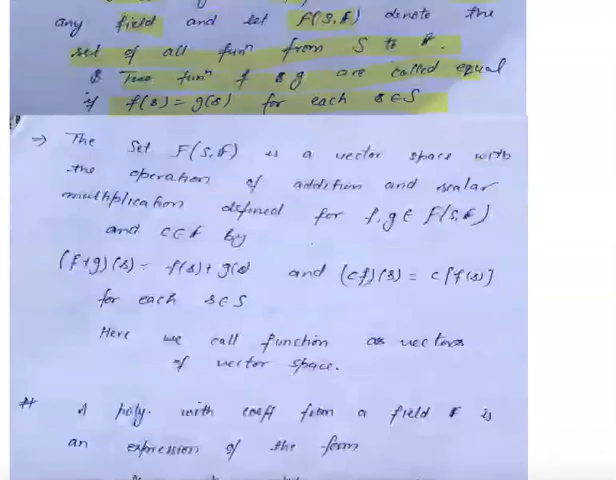 any field and let F(S,F) denote the
set of all funⁿ from S to F.
Two funⁿ f & g are called equal
if f(s) = g(s) for each s∈S
→ The Set F(S,F) is a vector space with
the operation of addition and scalar
multiplication defined for f,g ∈ F(S,F)
and c∈F by
(f+g)(s) = f(s) + g(s) and (cf)(s) = c[f(s)]
for each s∈S
Here we call function as vectors
of vector space.
# A poly. with coeff from a field F is
an expression of the form